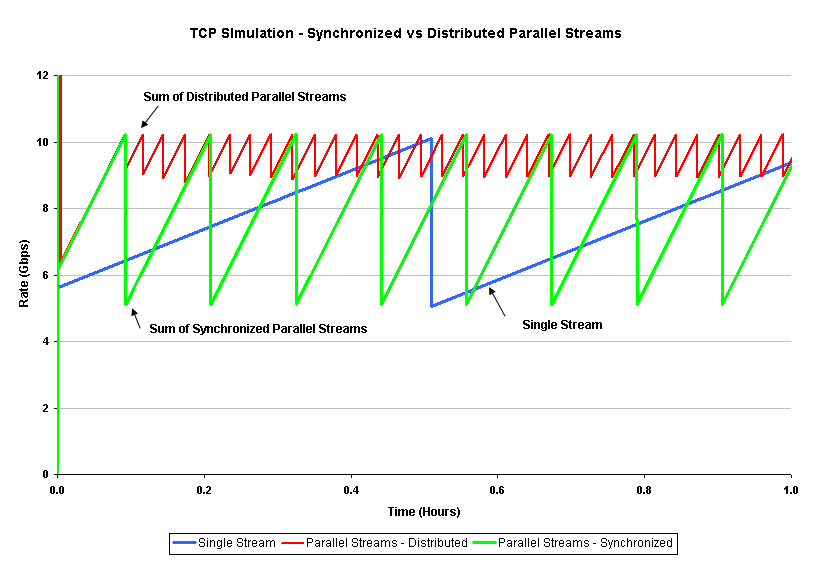 TCP SImulation - Synchronized vs Distributed Parallel Streams
12
Sum of Distributed Parallel Streams
10
8
6
Rate (Gbps)
Sum of Synchronized Parallel Streams
Single Stream
4
2
0
0.0 0.2 0.4 0.6 0.8 1.0
Time (Hours)
Single Stream Parallel Streams - Distributed Parallel Streams - Synchronized